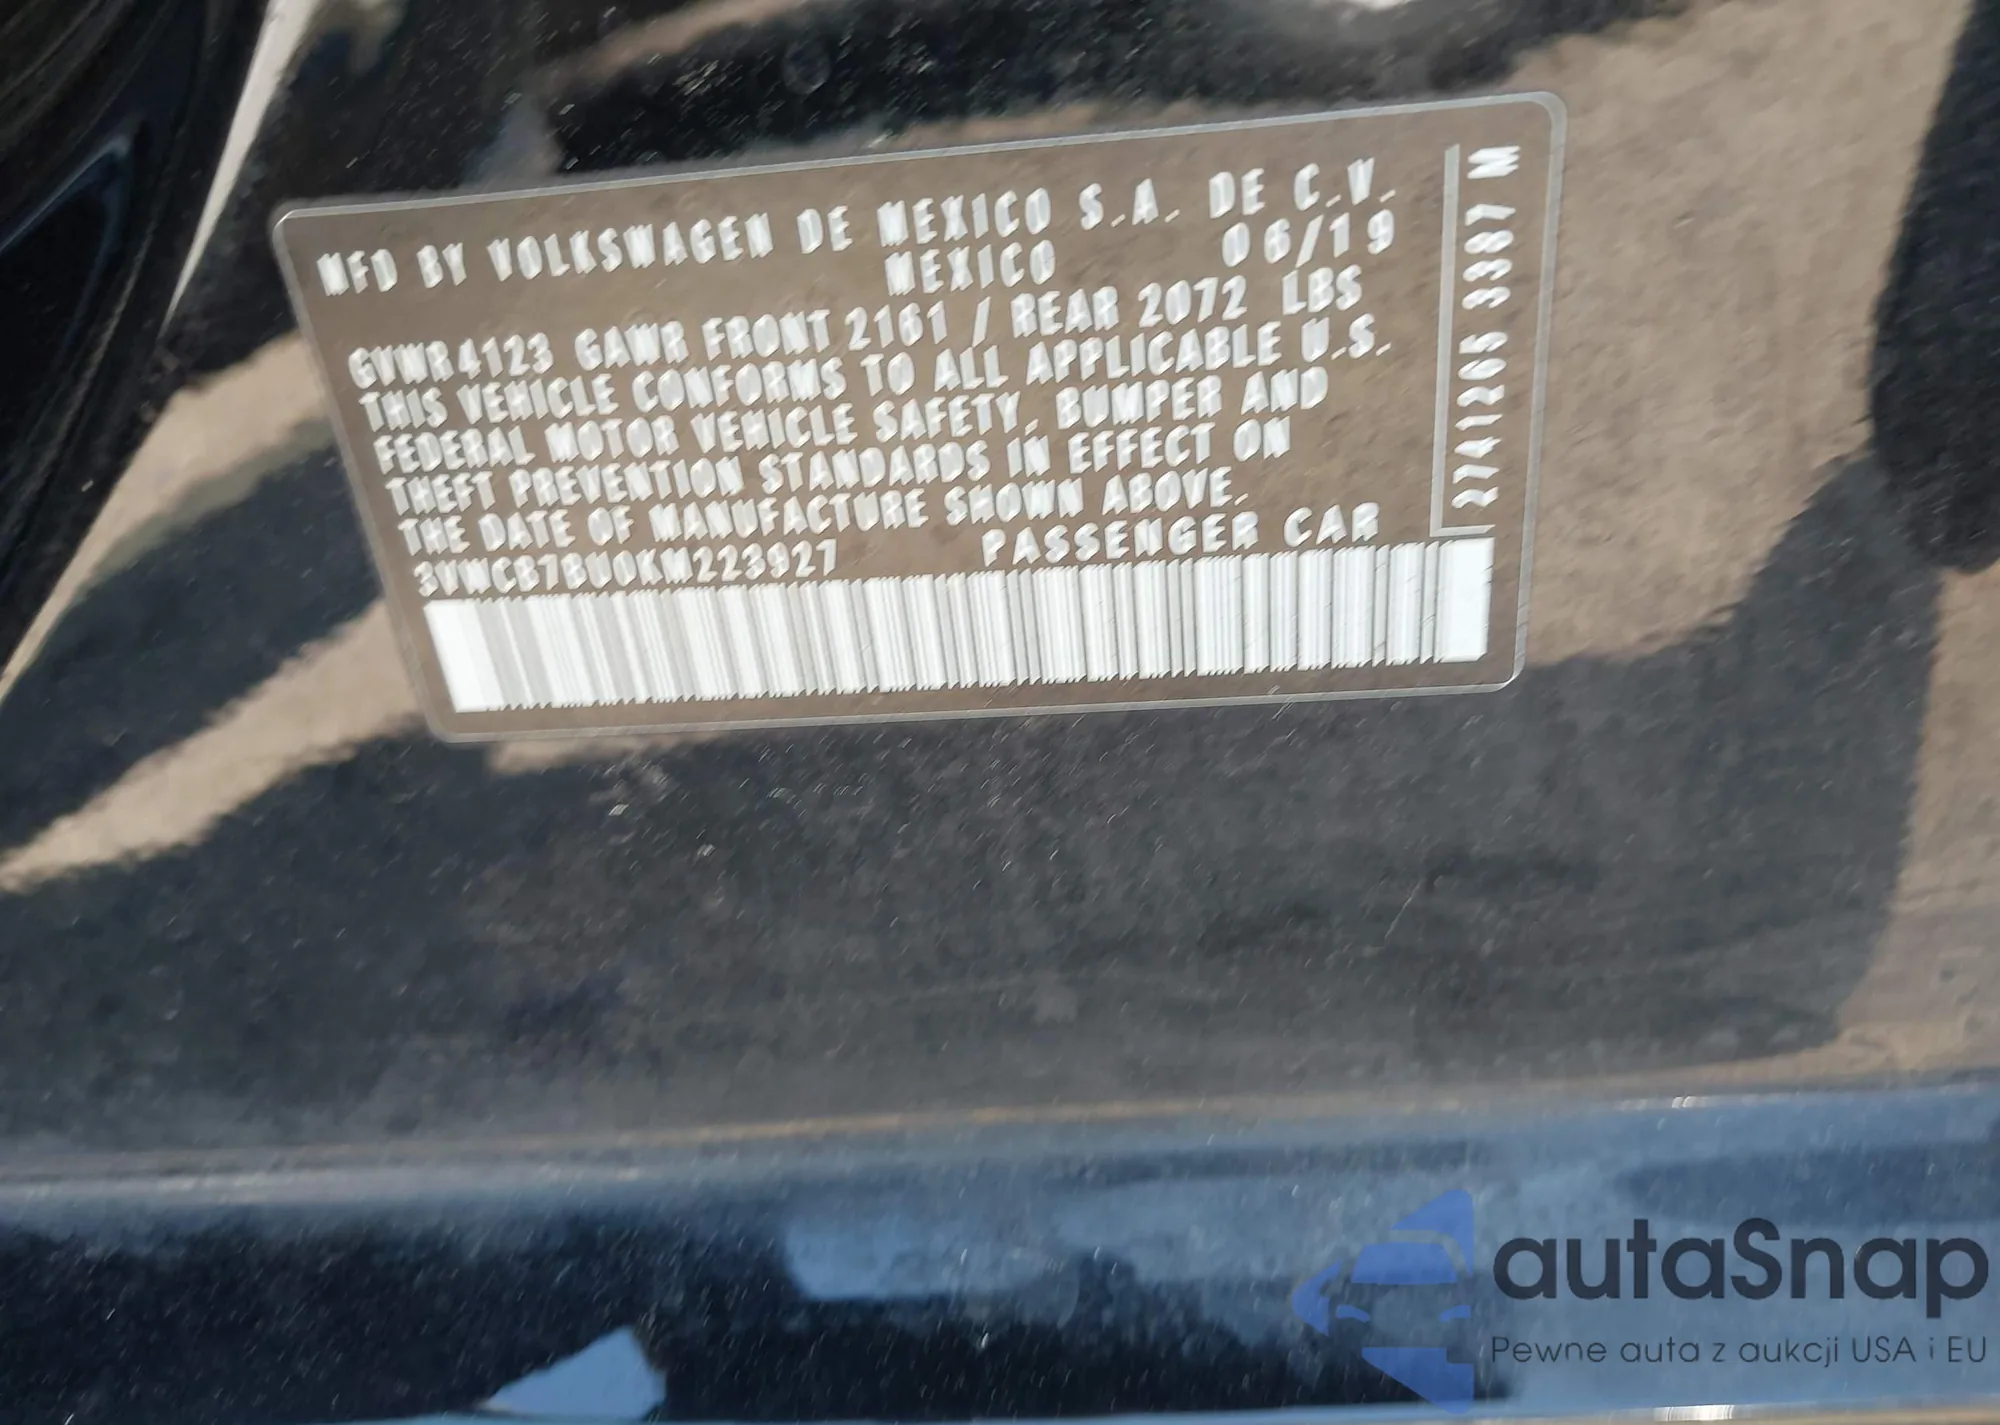 MFD BY VOLKSWAGEN DE MEXICO S.A. DE C.V.
MEXICO 06/19
GVWR4123 GAWR FRONT 2161 / REAR 2072 LBS
THIS VEHICLE CONFORMS TO ALL APPLICABLE U.S.
FEDERAL MOTOR VEHICLE SAFETY, BUMPER AND
THEFT PREVENTION STANDARDS IN EFFECT ON
THE DATE OF MANUFACTURE SHOWN ABOVE.
3VWCB7BU0KM223927 PASSENGER CAR
2741265 3387 M
autaSnap
Pewne auta z aukcji USA i EU